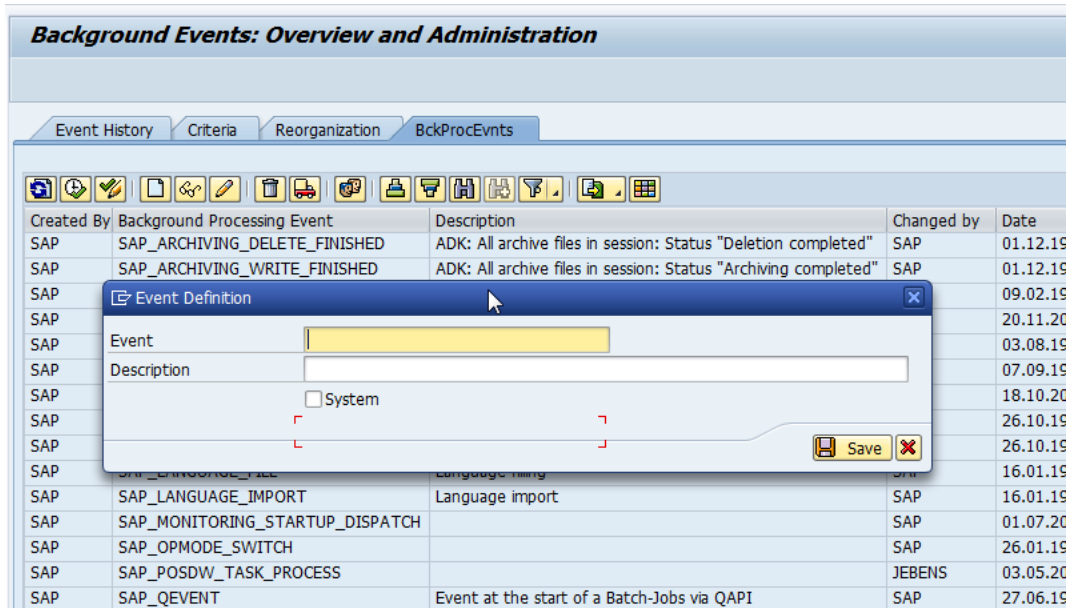 Background Events: Overview and Administration
Event History Criteria Reorganization BckProcEvnts
Created By Background Processing Event Description Changed by Date
SAP SAP_ARCHIVING_DELETE_FINISHED ADK: All archive files in session: Status "Deletion completed" SAP 01.12.19
SAP SAP_ARCHIVING_WRITE_FINISHED ADK: All archive files in session: Status "Archiving completed" SAP 01.12.19
SAP 09.02.19
SAP 20.11.20
SAP 03.08.19
SAP 07.09.19
SAP 18.10.20
SAP 26.10.19
SAP 26.10.19
Event Definition
Event
Description
System
Save
SAP SAP_LANGUAGE_FILL Language filling SAP 16.01.19
SAP SAP_LANGUAGE_IMPORT Language import SAP 16.01.19
SAP SAP_MONITORING_STARTUP_DISPATCH SAP 01.07.20
SAP SAP_OPMODE_SWITCH SAP 26.01.19
SAP SAP_POSDW_TASK_PROCESS JEBENS 03.05.20
SAP SAP_QEVENT Event at the start of a Batch-Jobs via QAPI SAP 27.06.19